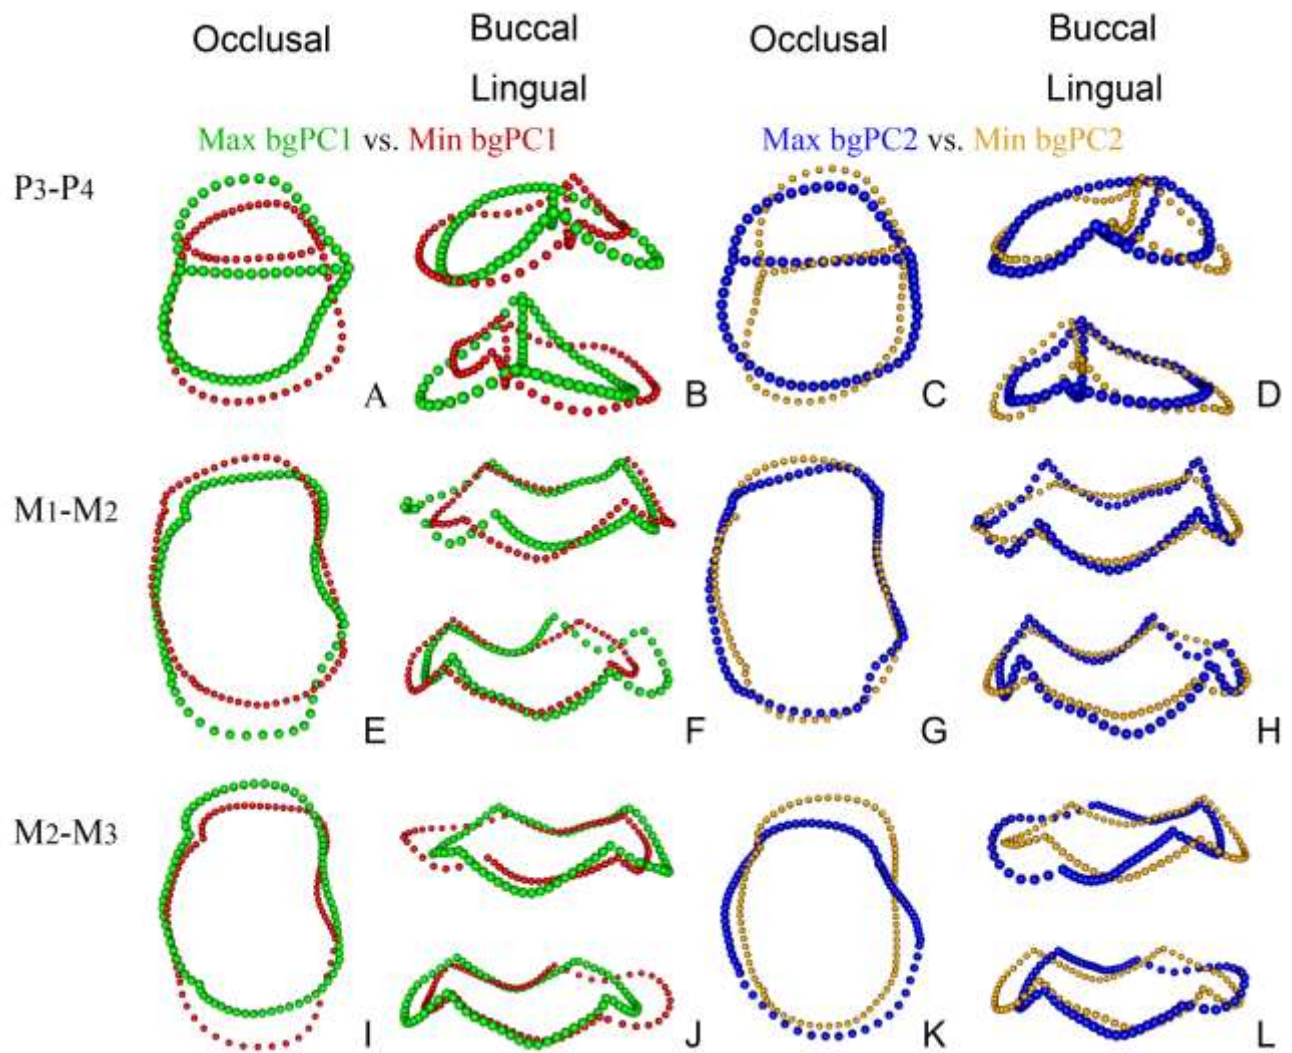 Occlusal Buccal Occlusal Buccal
Lingual Lingual
Max bgPC1 vs. Min bgPC1 Max bgPC2 vs. Min bgPC2
P3-P4
A B C D
M1-M2
E F G H
M2-M3
I J K L